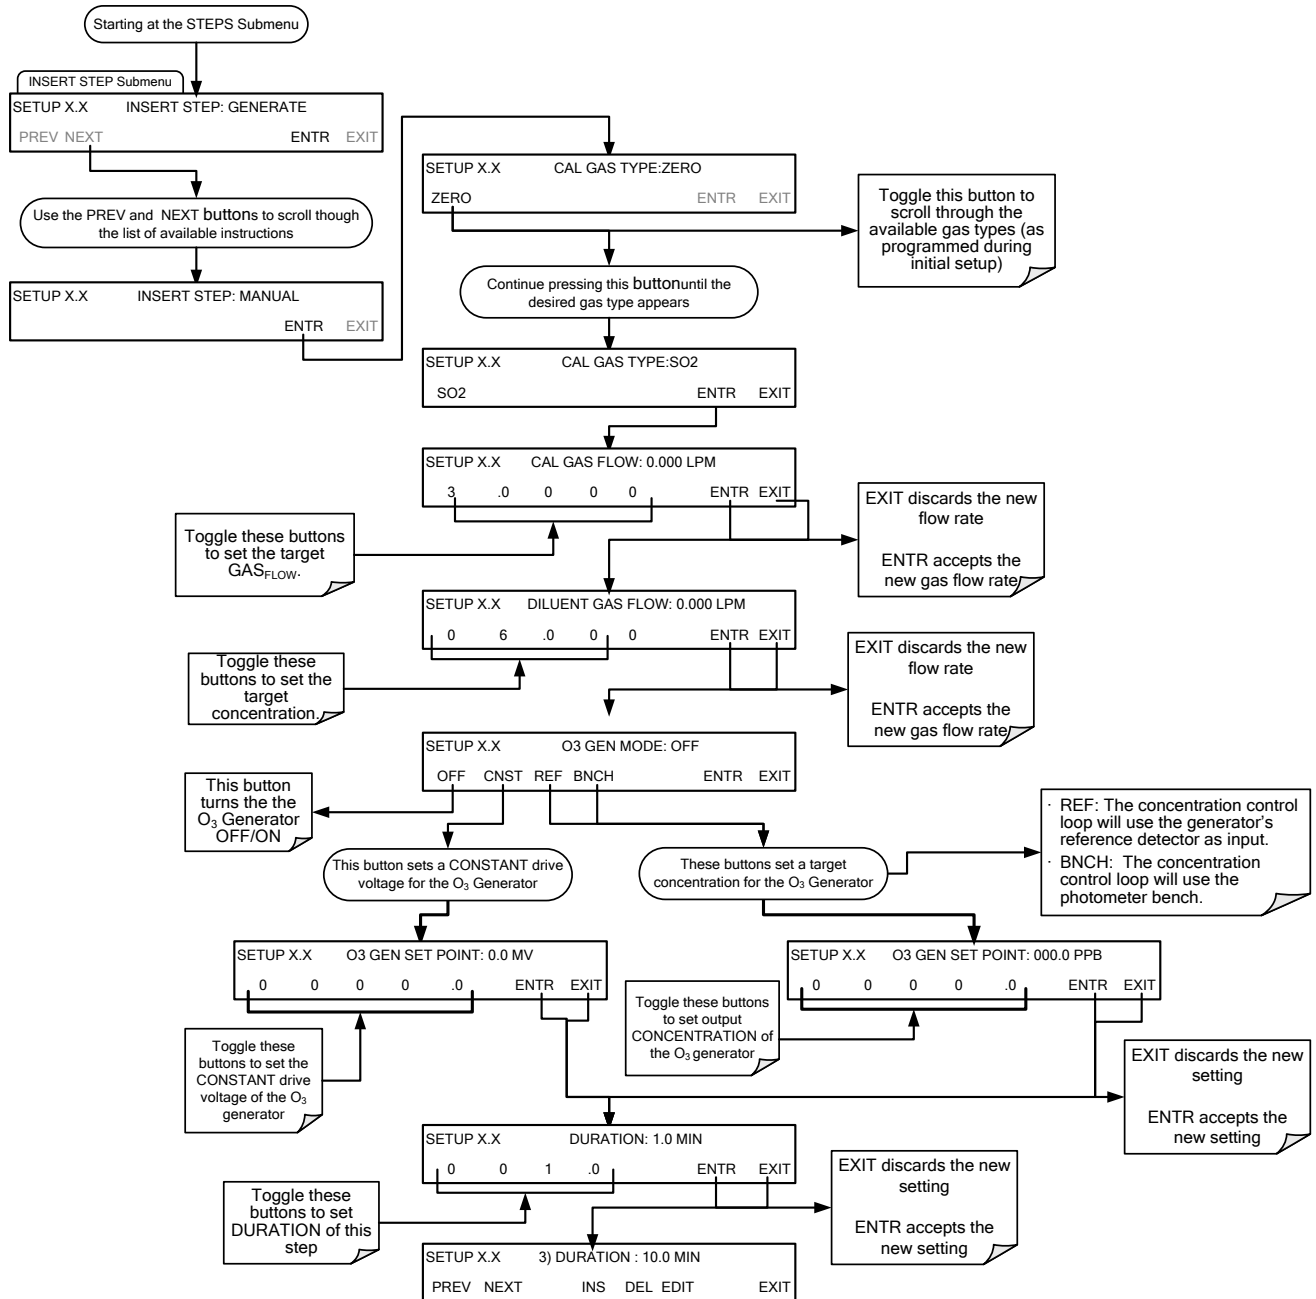 Starting at the STEPS Submenu
INSERT STEP Submenu
SETUP X.X INSERT STEP: GENERATE
PREV NEXT ENTR EXIT
Use the PREV and NEXT buttons to scroll though
the list of available instructions
SETUP X.X INSERT STEP: MANUAL
ENTR EXIT
SETUP X.X CAL GAS TYPE:ZERO
ZERO ENTR EXIT
Toggle this button to
scroll through the
available gas types (as
programmed during
initial setup)
Continue pressing this buttonuntil the
desired gas type appears
SETUP X.X CAL GAS TYPE:SO2
SO2 ENTR EXIT
SETUP X.X CAL GAS FLOW: 0.000 LPM
3 .0 0 0 0 ENTR EXIT
Toggle these buttons
to set the target
GASFLOW.
EXIT discards the new
flow rate
ENTR accepts the
new gas flow rate
SETUP X.X DILUENT GAS FLOW: 0.000 LPM
0 6 .0 0 0 ENTR EXIT
Toggle these
buttons to set the
target
concentration.
EXIT discards the new
flow rate
ENTR accepts the
new gas flow rate
SETUP X.X O3 GEN MODE: OFF
OFF CNST REF BNCH ENTR EXIT
This button
turns the the
O3 Generator
OFF/ON
This button sets a CONSTANT drive
voltage for the O3 Generator
These buttons set a target
concentration for the O3 Generator
· REF: The concentration control
loop will use the generator's
reference detector as input.
· BNCH: The concentration
control loop will use the
photometer bench.
SETUP X.X O3 GEN SET POINT: 0.0 MV
0 0 0 0 .0 ENTR EXIT
SETUP X.X O3 GEN SET POINT: 000.0 PPB
0 0 0 0 .0 ENTR EXIT
Toggle these
buttons to set the
CONSTANT drive
voltage of the O3
generator
Toggle these buttons
to set output
CONCENTRATION of
the O3 generator
EXIT discards the new
setting
ENTR accepts the
new setting
SETUP X.X DURATION: 1.0 MIN
0 0 1 .0 ENTR EXIT
Toggle these
buttons to set
DURATION of this
step
EXIT discards the new
setting
ENTR accepts the
new setting
SETUP X.X 3) DURATION : 10.0 MIN
PREV NEXT INS DEL EDIT EXIT